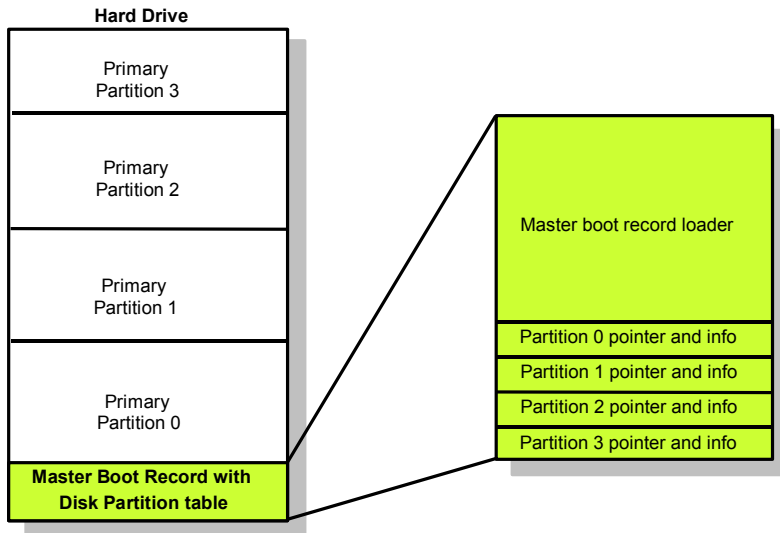 Hard Drive
Primary
Partition 3
Primary
Partition 2
Primary
Partition 1
Primary
Partition 0
Master Boot Record with
Disk Partition table
Master boot record loader
Partition 0 pointer and info
Partition 1 pointer and info
Partition 2 pointer and info
Partition 3 pointer and info